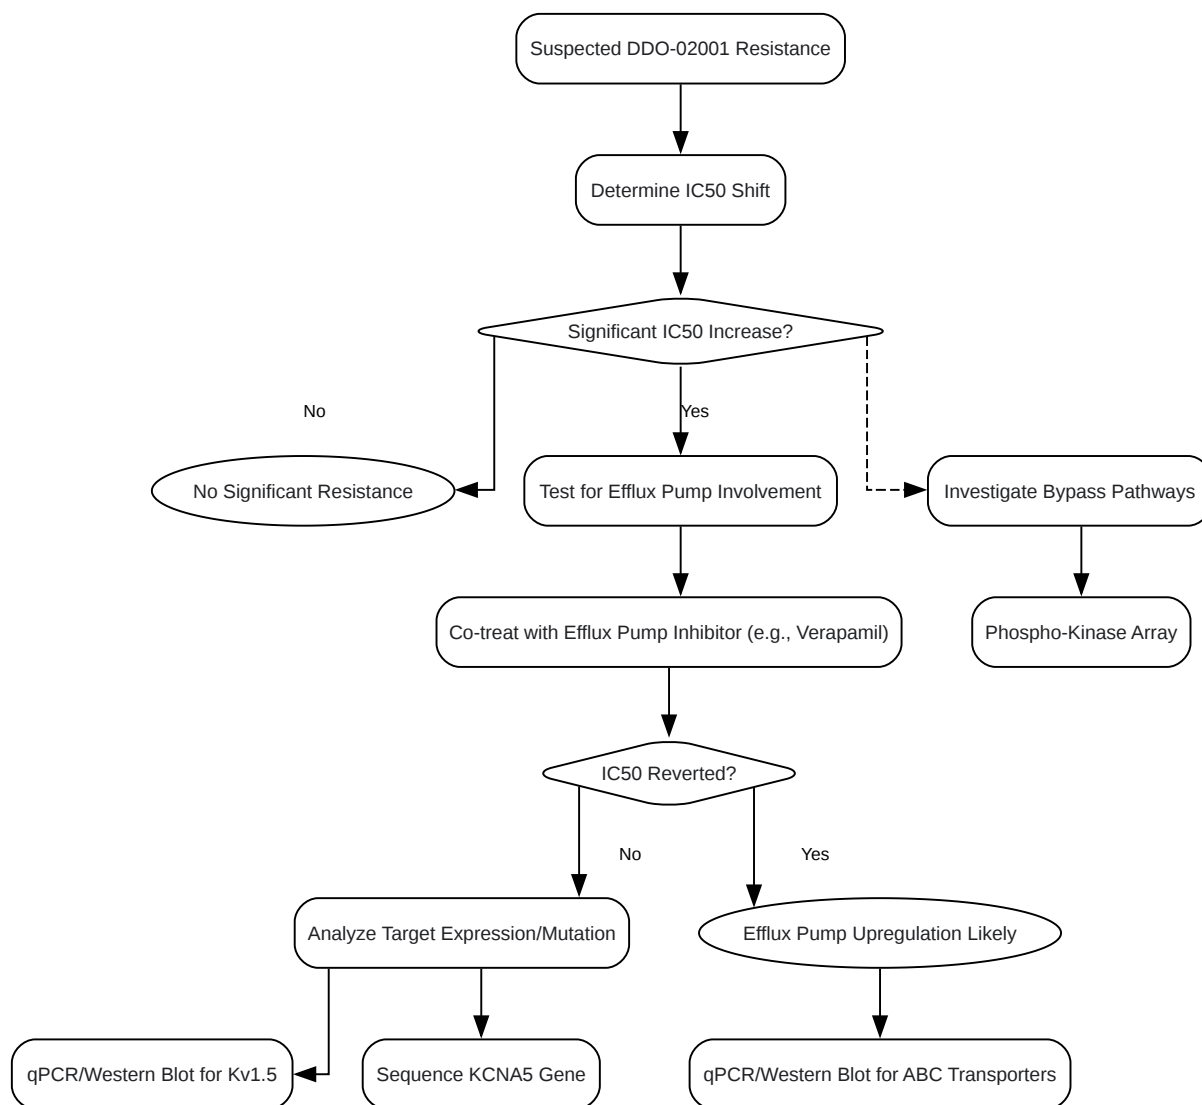 Suspected DDO-02001 Resistance
Determine IC50 Shift
Significant IC50 Increase?
No
Yes
No Significant Resistance
Test for Efflux Pump Involvement
Investigate Bypass Pathways
Co-treat with Efflux Pump Inhibitor (e.g., Verapamil)
Phospho-Kinase Array
IC50 Reverted?
No
Yes
Analyze Target Expression/Mutation
Efflux Pump Upregulation Likely
qPCR/Western Blot for Kv1.5
Sequence KCNA5 Gene
qPCR/Western Blot for ABC Transporters